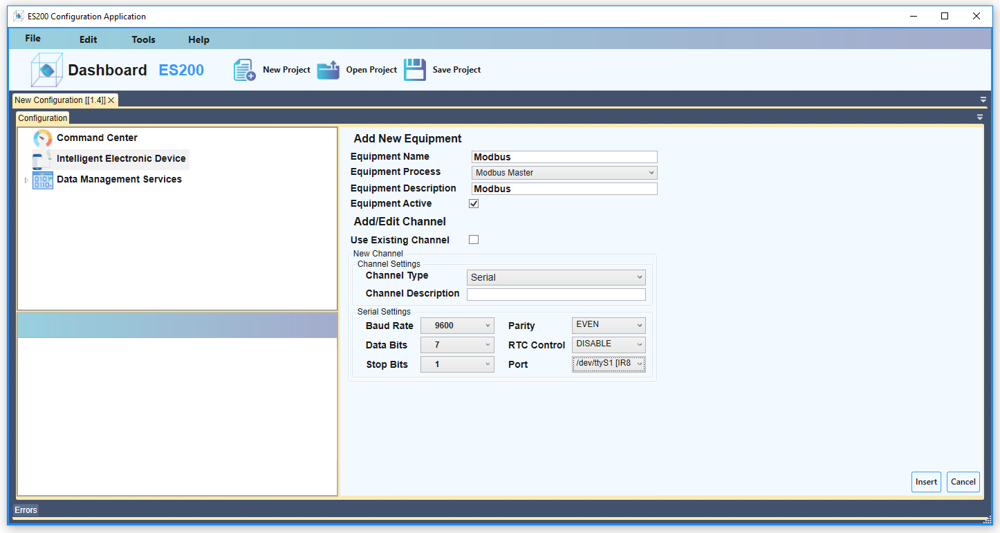 ES200 Configuration Application
File Edit Tools Help
Dashboard ES200 New Project Open Project Save Project
New Configuration [[1.4]]
Configuration
Command Center
Intelligent Electronic Device
Data Management Services
Add New Equipment
Equipment Name Modbus
Equipment Process Modbus Master
Equipment Description Modbus
Equipment Active
Add/Edit Channel
Use Existing Channel
New Channel
Channel Settings
Channel Type Serial
Channel Description
Serial Settings
Baud Rate 9600 Parity EVEN
Data Bits 7 RTC Control DISABLE
Stop Bits 1 Port /dev/ttyS1 [IR8
Insert Cancel
Errors